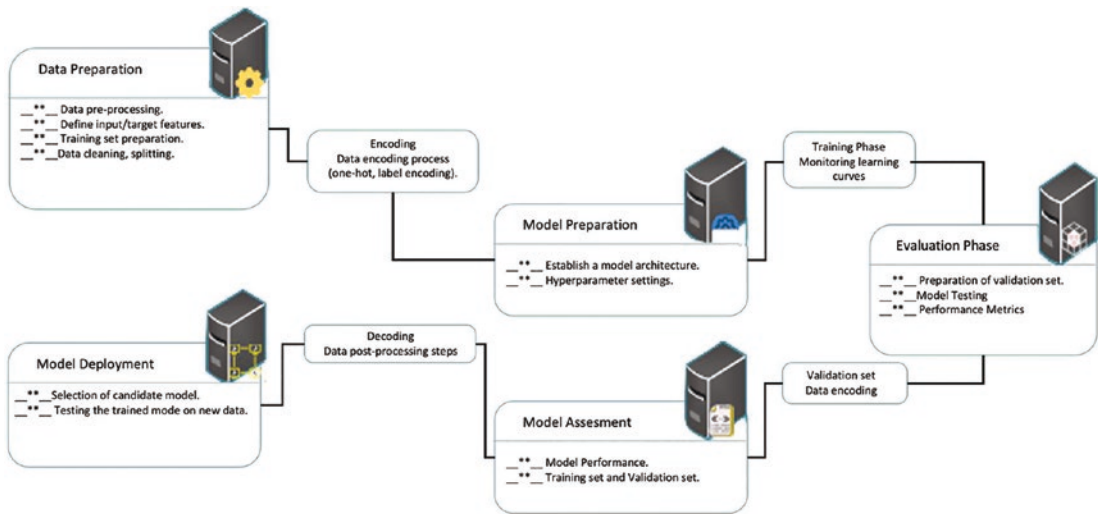 Data Preparation
__**__ Data pre-processing.
__**__ Define input/target features.
__**__ Training set preparation.
__**__Data cleaning, splitting.
Encoding
Data encoding process
(one-hot, label encoding).
Model Preparation
__**__ Establish a model architecture.
__**__ Hyperparameter settings.
Training Phase
Monitoring learning
curves
Evaluation Phase
__**__ Preparation of validation set.
__**__Model Testing
__**__ Performance Metrics
Validation set
Data encoding
Model Assesment
__**__ Model Performance.
__**__ Training set and Validation set.
Decoding
Data post-processing steps
Model Deployment
__**__Selection of candidate model.
__**__ Testing the trained mode on new data.